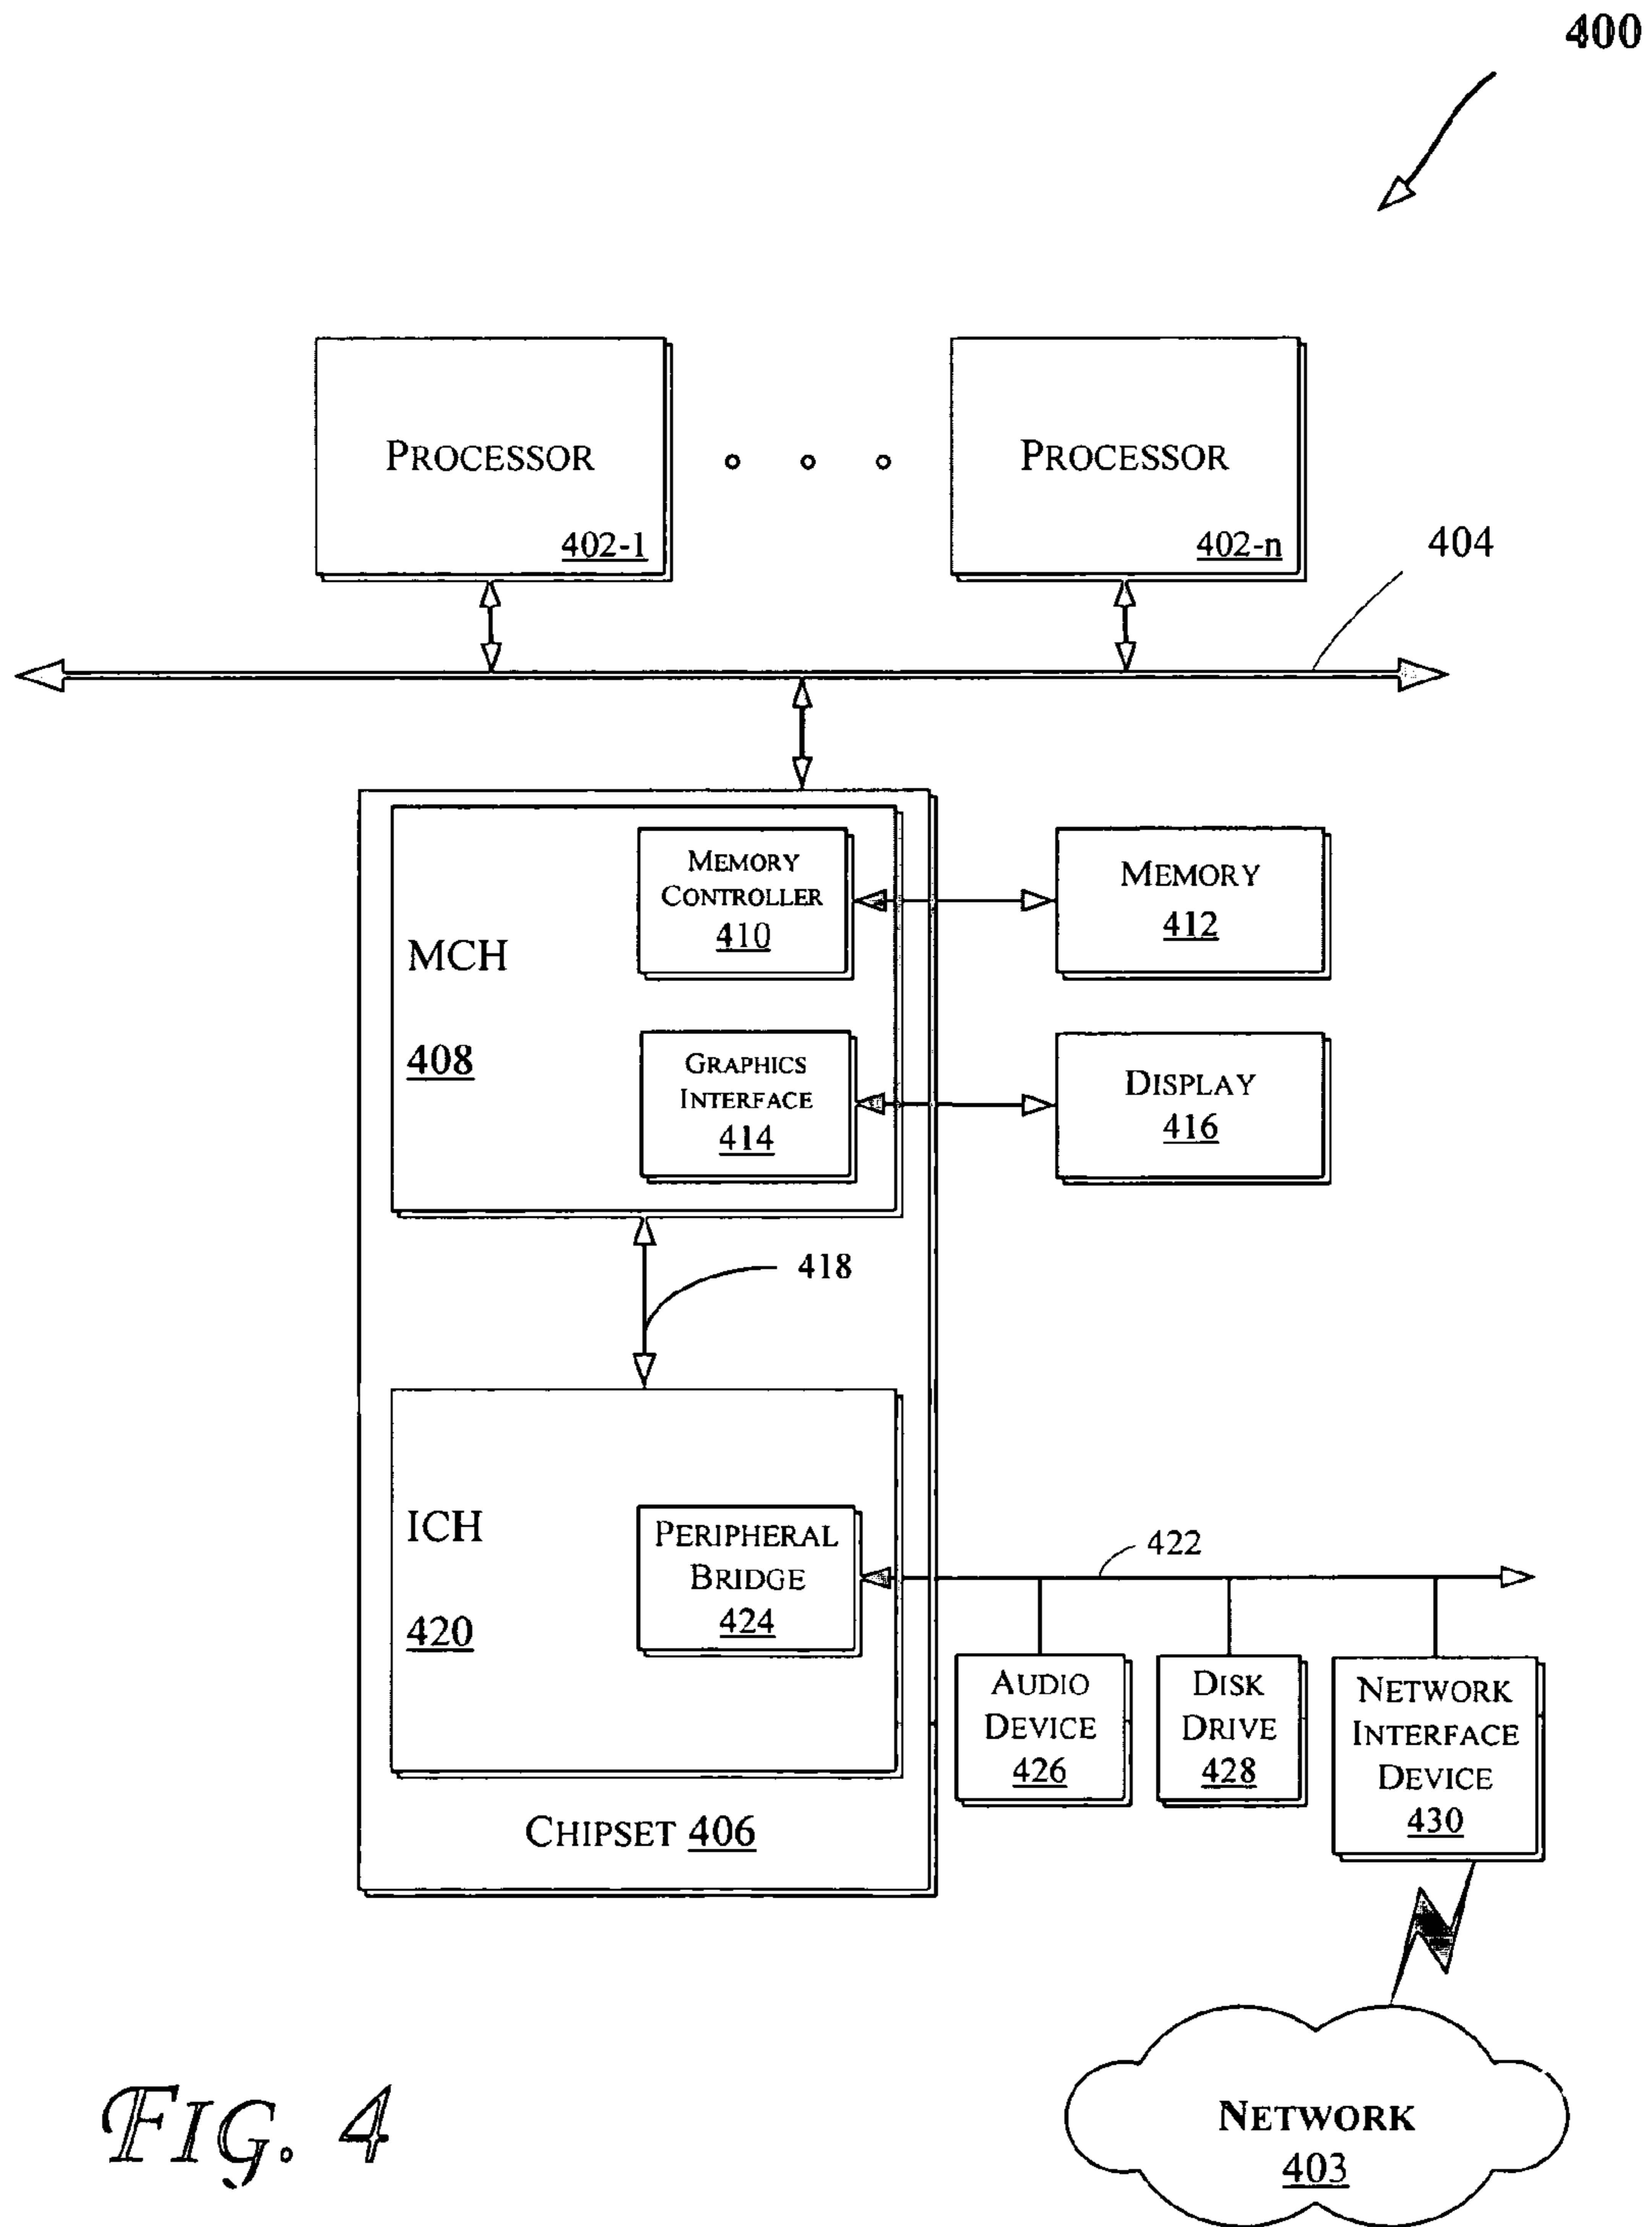 400
PROCESSOR
402-1
PROCESSOR
402-n
404
MEMORY
CONTROLLER
410
MEMORY
412
MCH
408
GRAPHICS
INTERFACE
414
DISPLAY
416
418
ICH
420
PERIPHERAL
BRIDGE
424
422
AUDIO
DEVICE
426
DISK
DRIVE
428
NETWORK
INTERFACE
DEVICE
430
CHIPSET 406
NETWORK
403
FIG. 4